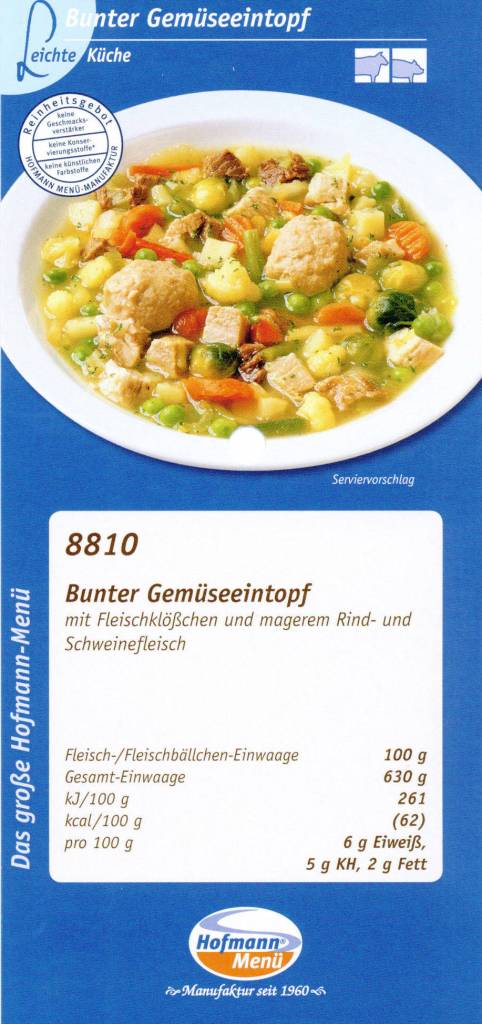 Bunter Gemüseeintopf
Leichte Küche
Reinheitsgebot
keine
Geschmacks-
verstärker
keine Konser-
vierungsstoffe*
keine künstlichen
Farbstoffe
HOFMANN MENÜ-MANUFAKTUR
Serviervorschlag
Das große Hofmann-Menü
8810
Bunter Gemüseeintopf
mit Fleischklößchen und magerem Rind- und
Schweinefleisch
Fleisch-/Fleischbällchen-Einwaage 100 g
Gesamt-Einwaage 630 g
kJ/100 g 261
kcal/100 g (62)
pro 100 g 6 g Eiweiß,
5 g KH, 2 g Fett
Hofmann®
Menü
Manufaktur seit 1960